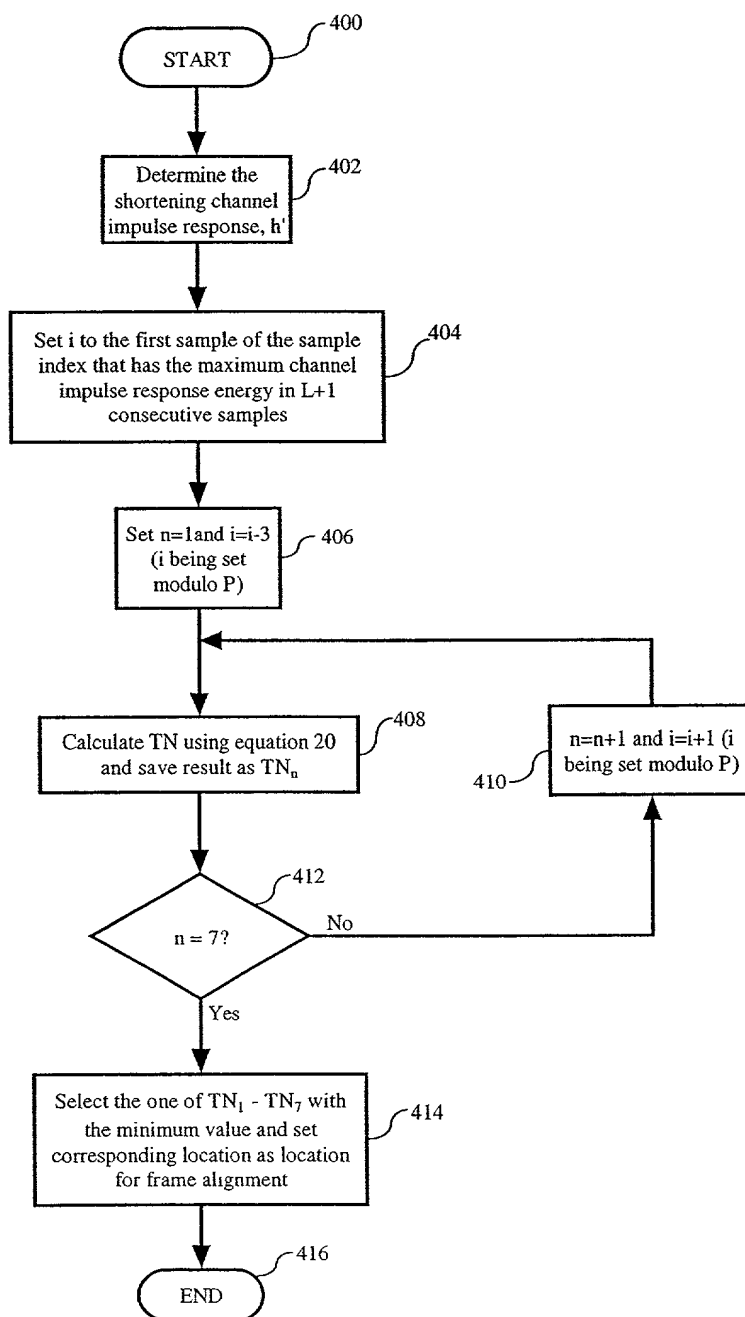 400
START
402
Determine the
shortening channel
impulse response, h'
404
Set i to the first sample of the sample
index that has the maximum channel
impulse response energy in L+1
consecutive samples
Set n=1and i=i-3
(i being set
modulo P)
406
Calculate TN using equation 20
and save result as TNn
408
n=n+1 and i=i+1 (i
being set modulo P)
410
412
n = 7?
No
Yes
Select the one of TN1 - TN7 with
the minimum value and set
corresponding location as location
for frame alignment
414
416
END